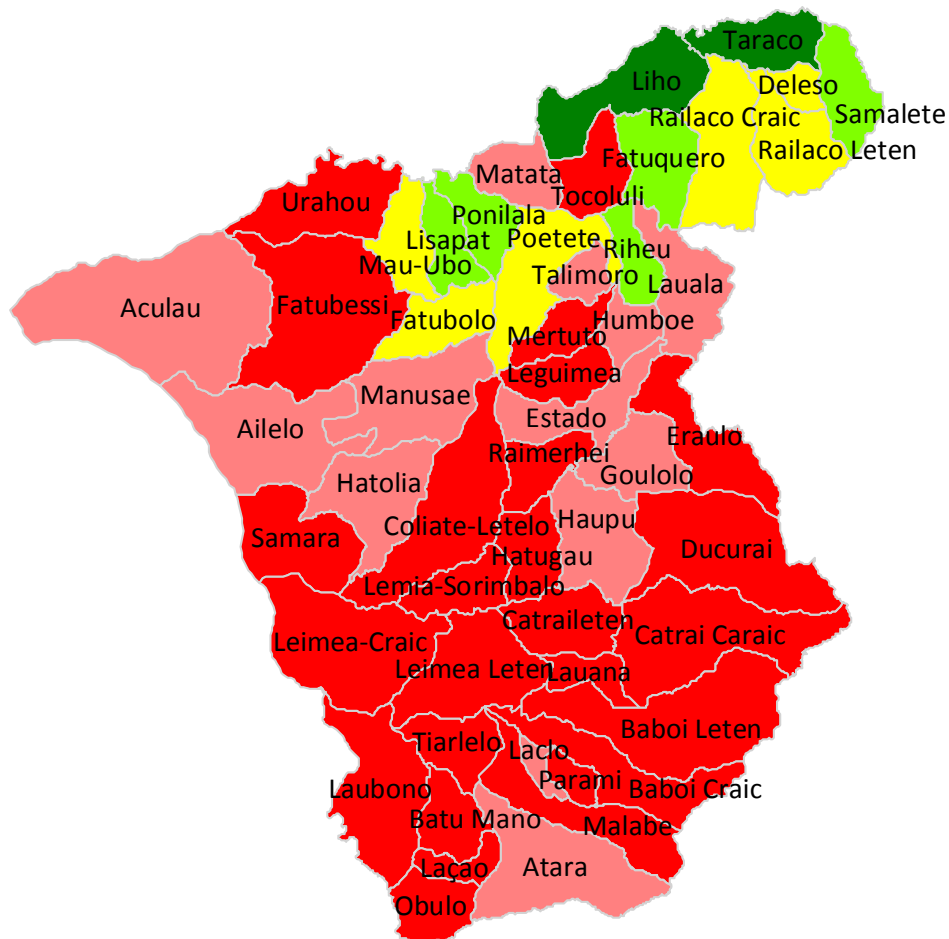 Taraco
Liho
Deleso
Railaco Craic
Samalete
Fatuquero
Railaco Leten
Matata
Tocoluli
Urahou
Ponilala
Lisapat
Poetete
Riheu
Mau-Ubo
Talimoro
Lauala
Aculau
Fatubessi
Fatubolo
Humboe
Mertuto
Leguimea
Manusae
Estado
Ailelo
Eraulo
Raimerhei
Goulolo
Hatolia
Haupu
Coliate-Letelo
Samara
Ducurai
Hatugau
Lemia-Sorimbalo
Catraileten
Catrai Caraic
Leimea-Craic
Leimea Leten
Lauana
Baboi Leten
Tiarlelo
Laclo
Parami
Laubono
Baboi Craic
Batu Mano
Malabe
Laçao
Atara
Obulo